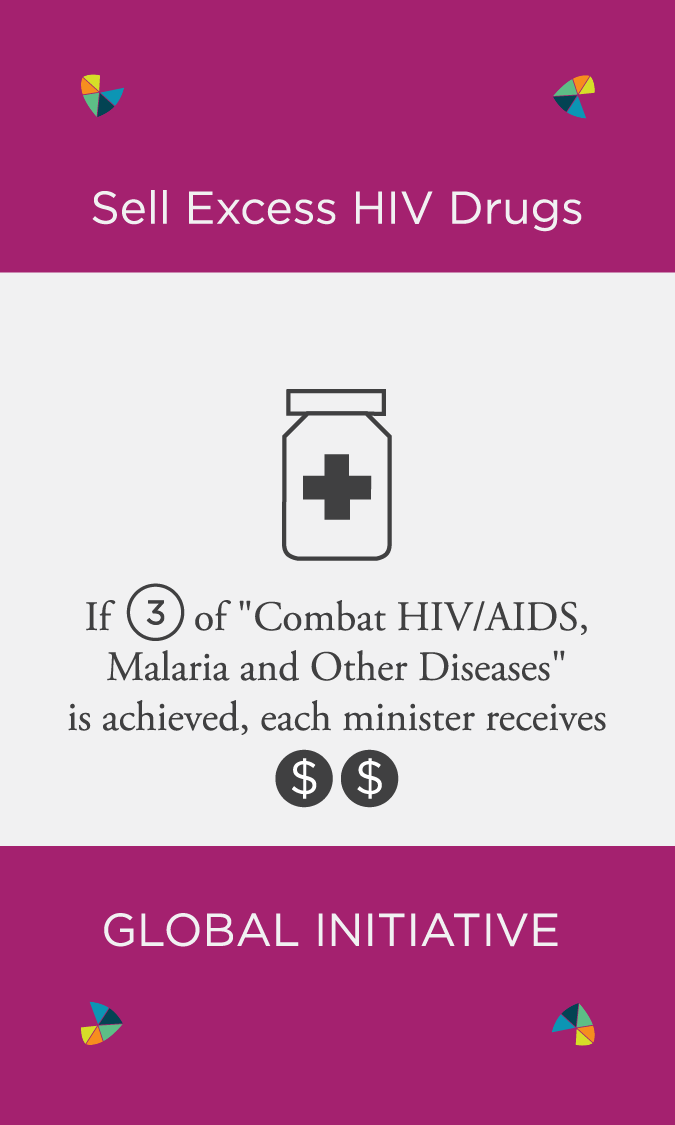 Sell Excess HIV Drugs
If 3 of "Combat HIV/AIDS,
Malaria and Other Diseases"
is achieved, each minister receives
$ $
GLOBAL INITIATIVE